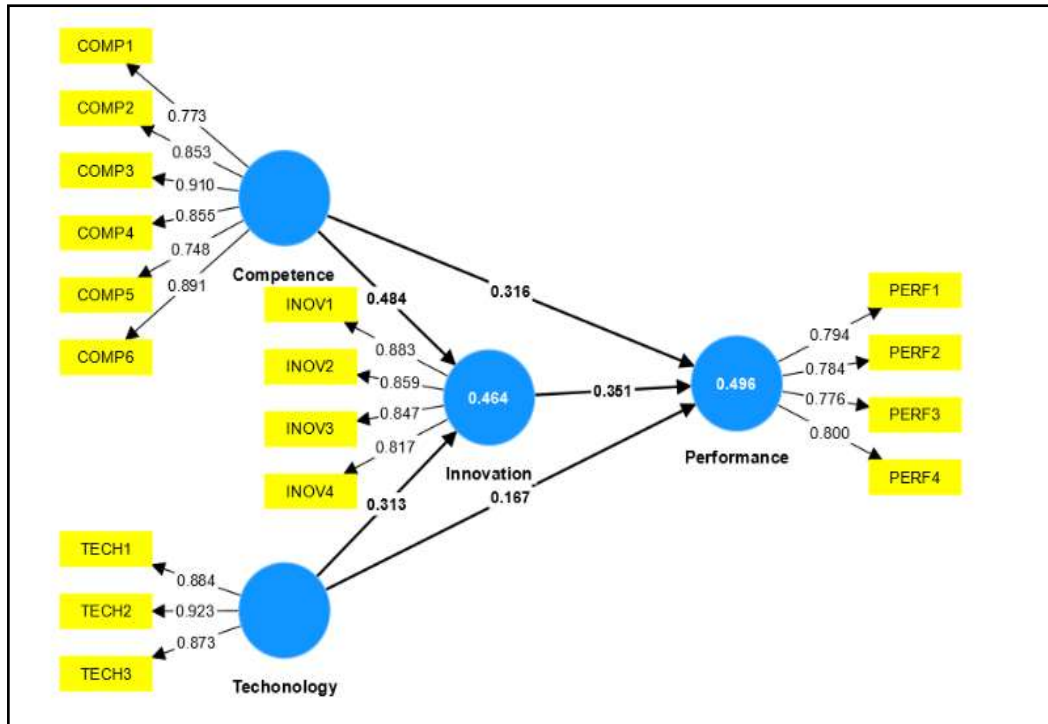 COMP1
COMP2
COMP3
COMP4
COMP5
COMP6
0.773
0.853
0.910
0.855
0.748
0.891
Competence
0.484
0.316
INOV1
INOV2
INOV3
INOV4
0.883
0.859
0.847
0.817
0.464
Innovation
0.351
0.313
0.167
0.496
Performance
PERF1
PERF2
PERF3
PERF4
0.794
0.784
0.776
0.800
TECH1
TECH2
TECH3
0.884
0.923
0.873
Techonology